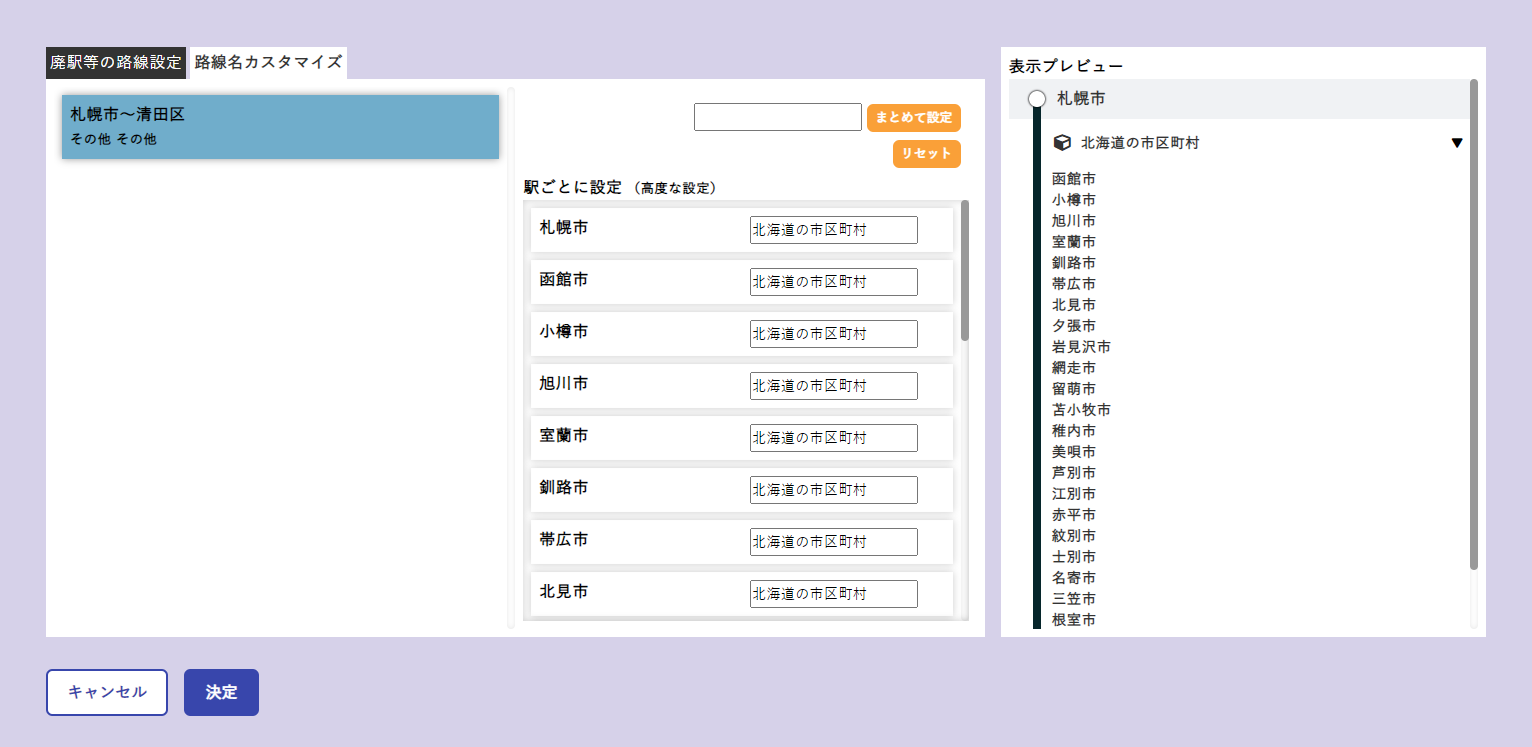 廃駅等の路線設定
路線名カスタマイズ
札幌市～清田区
その他 その他
まとめて設定
リセット
駅ごとに設定 （高度な設定）
札幌市
北海道の市区町村
函館市
北海道の市区町村
小樽市
北海道の市区町村
旭川市
北海道の市区町村
室蘭市
北海道の市区町村
釧路市
北海道の市区町村
帯広市
北海道の市区町村
北見市
北海道の市区町村
表示プレビュー
札幌市
北海道の市区町村 ▼
函館市
小樽市
旭川市
室蘭市
釧路市
帯広市
北見市
夕張市
岩見沢市
網走市
留萌市
苫小牧市
稚内市
美唄市
芦別市
江別市
赤平市
紋別市
士別市
名寄市
三笠市
根室市
キャンセル
決定